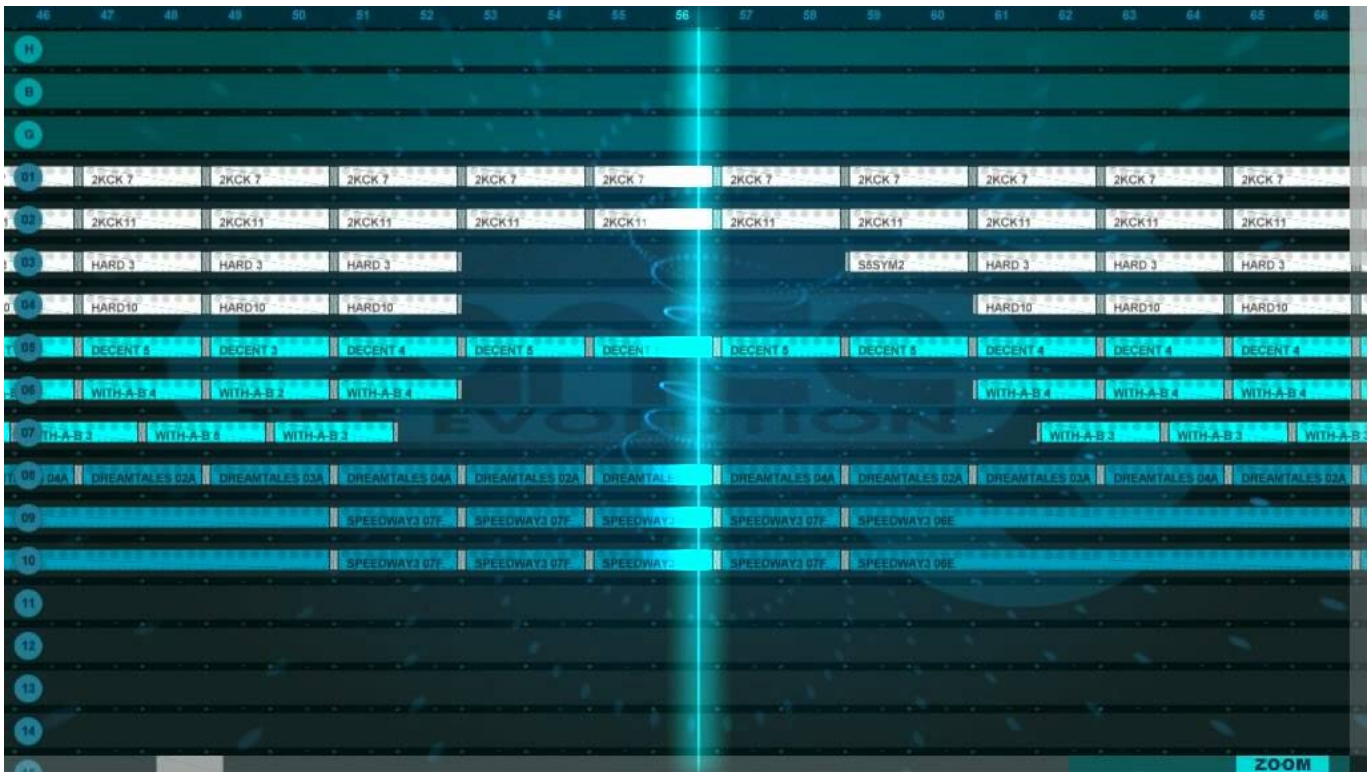 46 47 48 49 50 51 52 53 54 55 56 57 58 59 60 61 62 63 64 65 66
H
B
G
01 2KCK 7 2KCK 7 2KCK 7 2KCK 7 2KCK 7 2KCK 7 2KCK 7 2KCK 7 2KCK 7 2KCK 7
02 2KCK11 2KCK11 2KCK11 2KCK11 2KCK11 2KCK11 2KCK11 2KCK11 2KCK11 2KCK11
03 HARD 3 HARD 3 HARD 3 S5SYM2 HARD 3 HARD 3 HARD 3
04 HARD10 HARD10 HARD10 HARD10 HARD10 HARD10
05 DECENT 5 DECENT 3 DECENT 4 DECENT 5 DECENT DECENT 5 DECENT 5 DECENT 4 DECENT 4 DECENT 4
06 WITH-A-B 4 WITH-A-B 2 WITH-A-B 4 WITH-A-B 4 WITH-A-B 4 WITH-A-B 4
EVOLUTION
07 TH-A-B 3 WITH-A-B 6 WITH-A-B 3 WITH-A-B 3 WITH-A-B 3 WITH-A-B 3
08 04A DREAMTALES 02A DREAMTALES 03A DREAMTALES 04A DREAMTALES 02A DREAMTALE DREAMTALES 04A DREAMTALES 02A DREAMTALES 03A DREAMTALES 04A DREAMTALES 02A
09 SPEEDWAY3 07F SPEEDWAY3 07F SPEEDWAY3 SPEEDWAY3 07F SPEEDWAY3 06E
10 SPEEDWAY3 07F SPEEDWAY3 07F SPEEDWAY3 SPEEDWAY3 07F SPEEDWAY3 06E
11
12
13
14
ZOOM